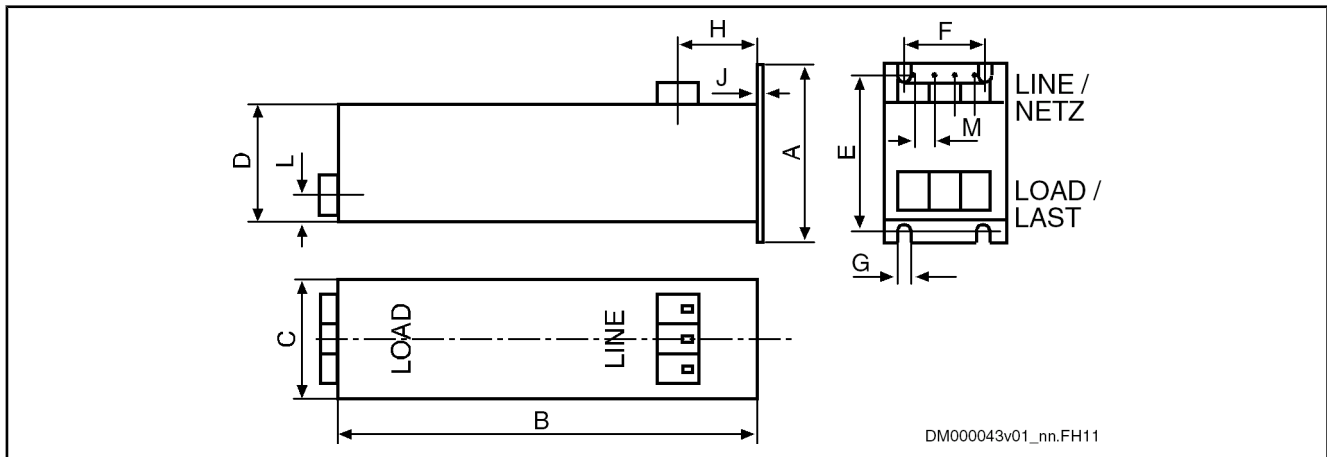 H
F
J
LINE /
NETZ
D
L
A
E
M
LOAD /
LAST
G
C
LOAD
LINE
B
DM000043v01_nn.FH11